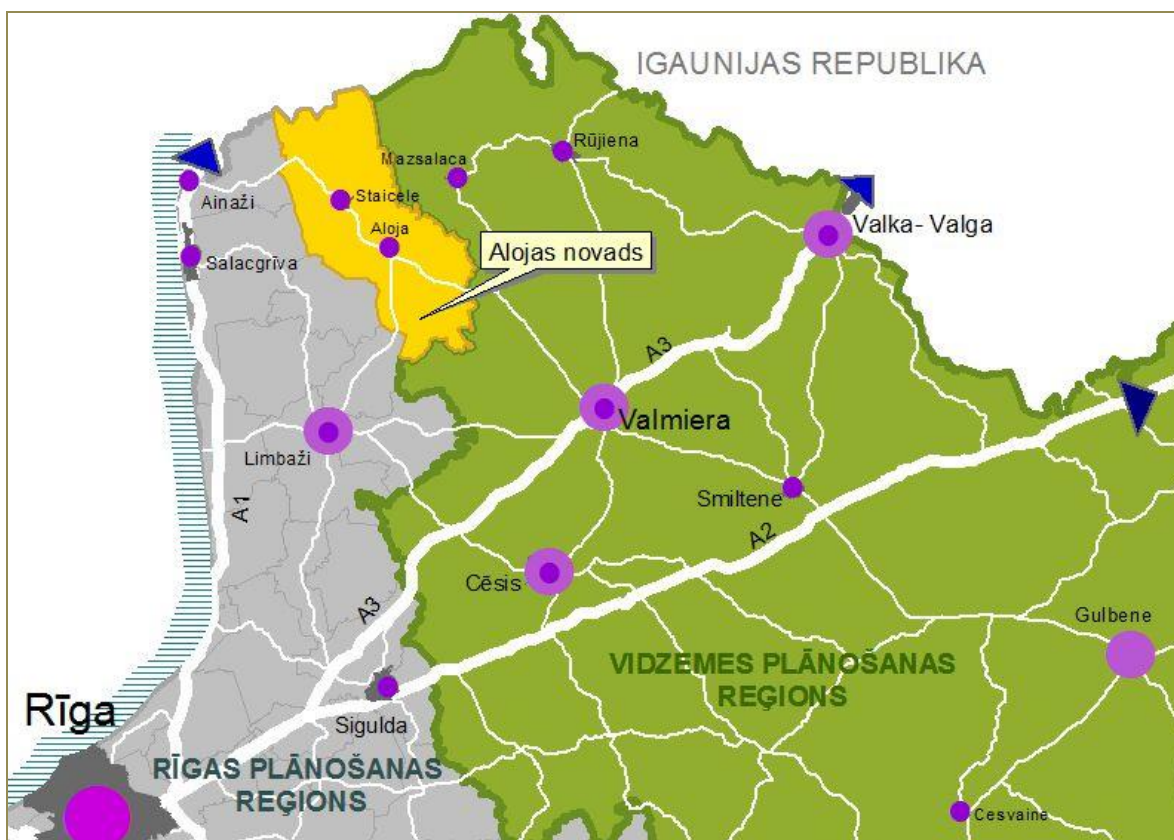 IGAUNIJAS REPUBLIKA
Rūjiena
Mazsalaca
Ainaži
Staicele
Aloja
Valka- Valga
Salacgrīva
Alojas novads
A3
Valmiera
Limbaži
A1
Smiltene
A2
Cēsis
A3
Gulbene
VIDZEMES PLĀNOŠANAS
REĢIONS
Rīga
Sigulda
RĪGAS PLĀNOŠANAS
REĢIONS
Cesvaine